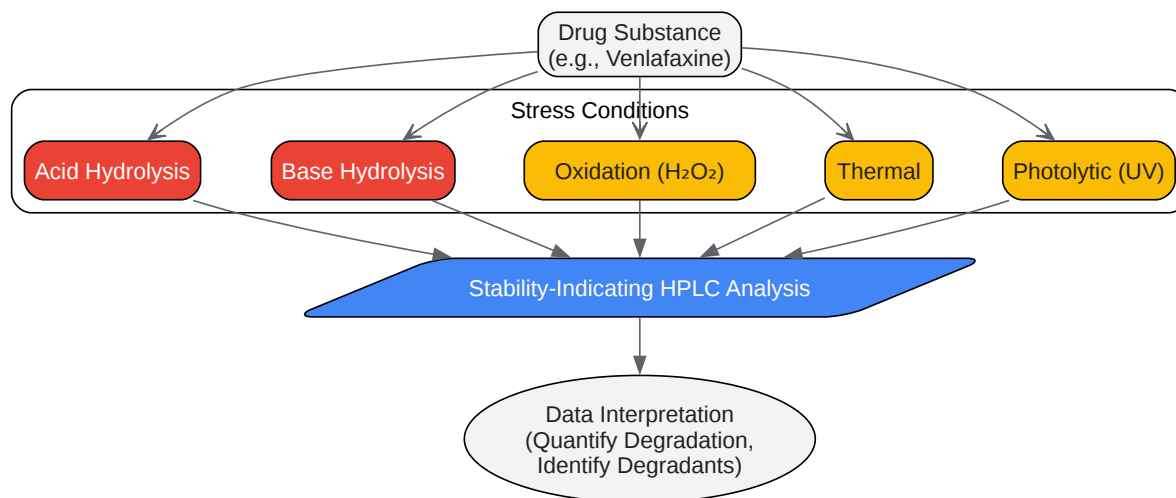 Drug Substance
(e.g., Venlafaxine)
Stress Conditions
Acid Hydrolysis
Base Hydrolysis
Oxidation (H₂O₂)
Thermal
Photolytic (UV)
Stability-Indicating HPLC Analysis
Data Interpretation
(Quantify Degradation,
Identify Degradants)